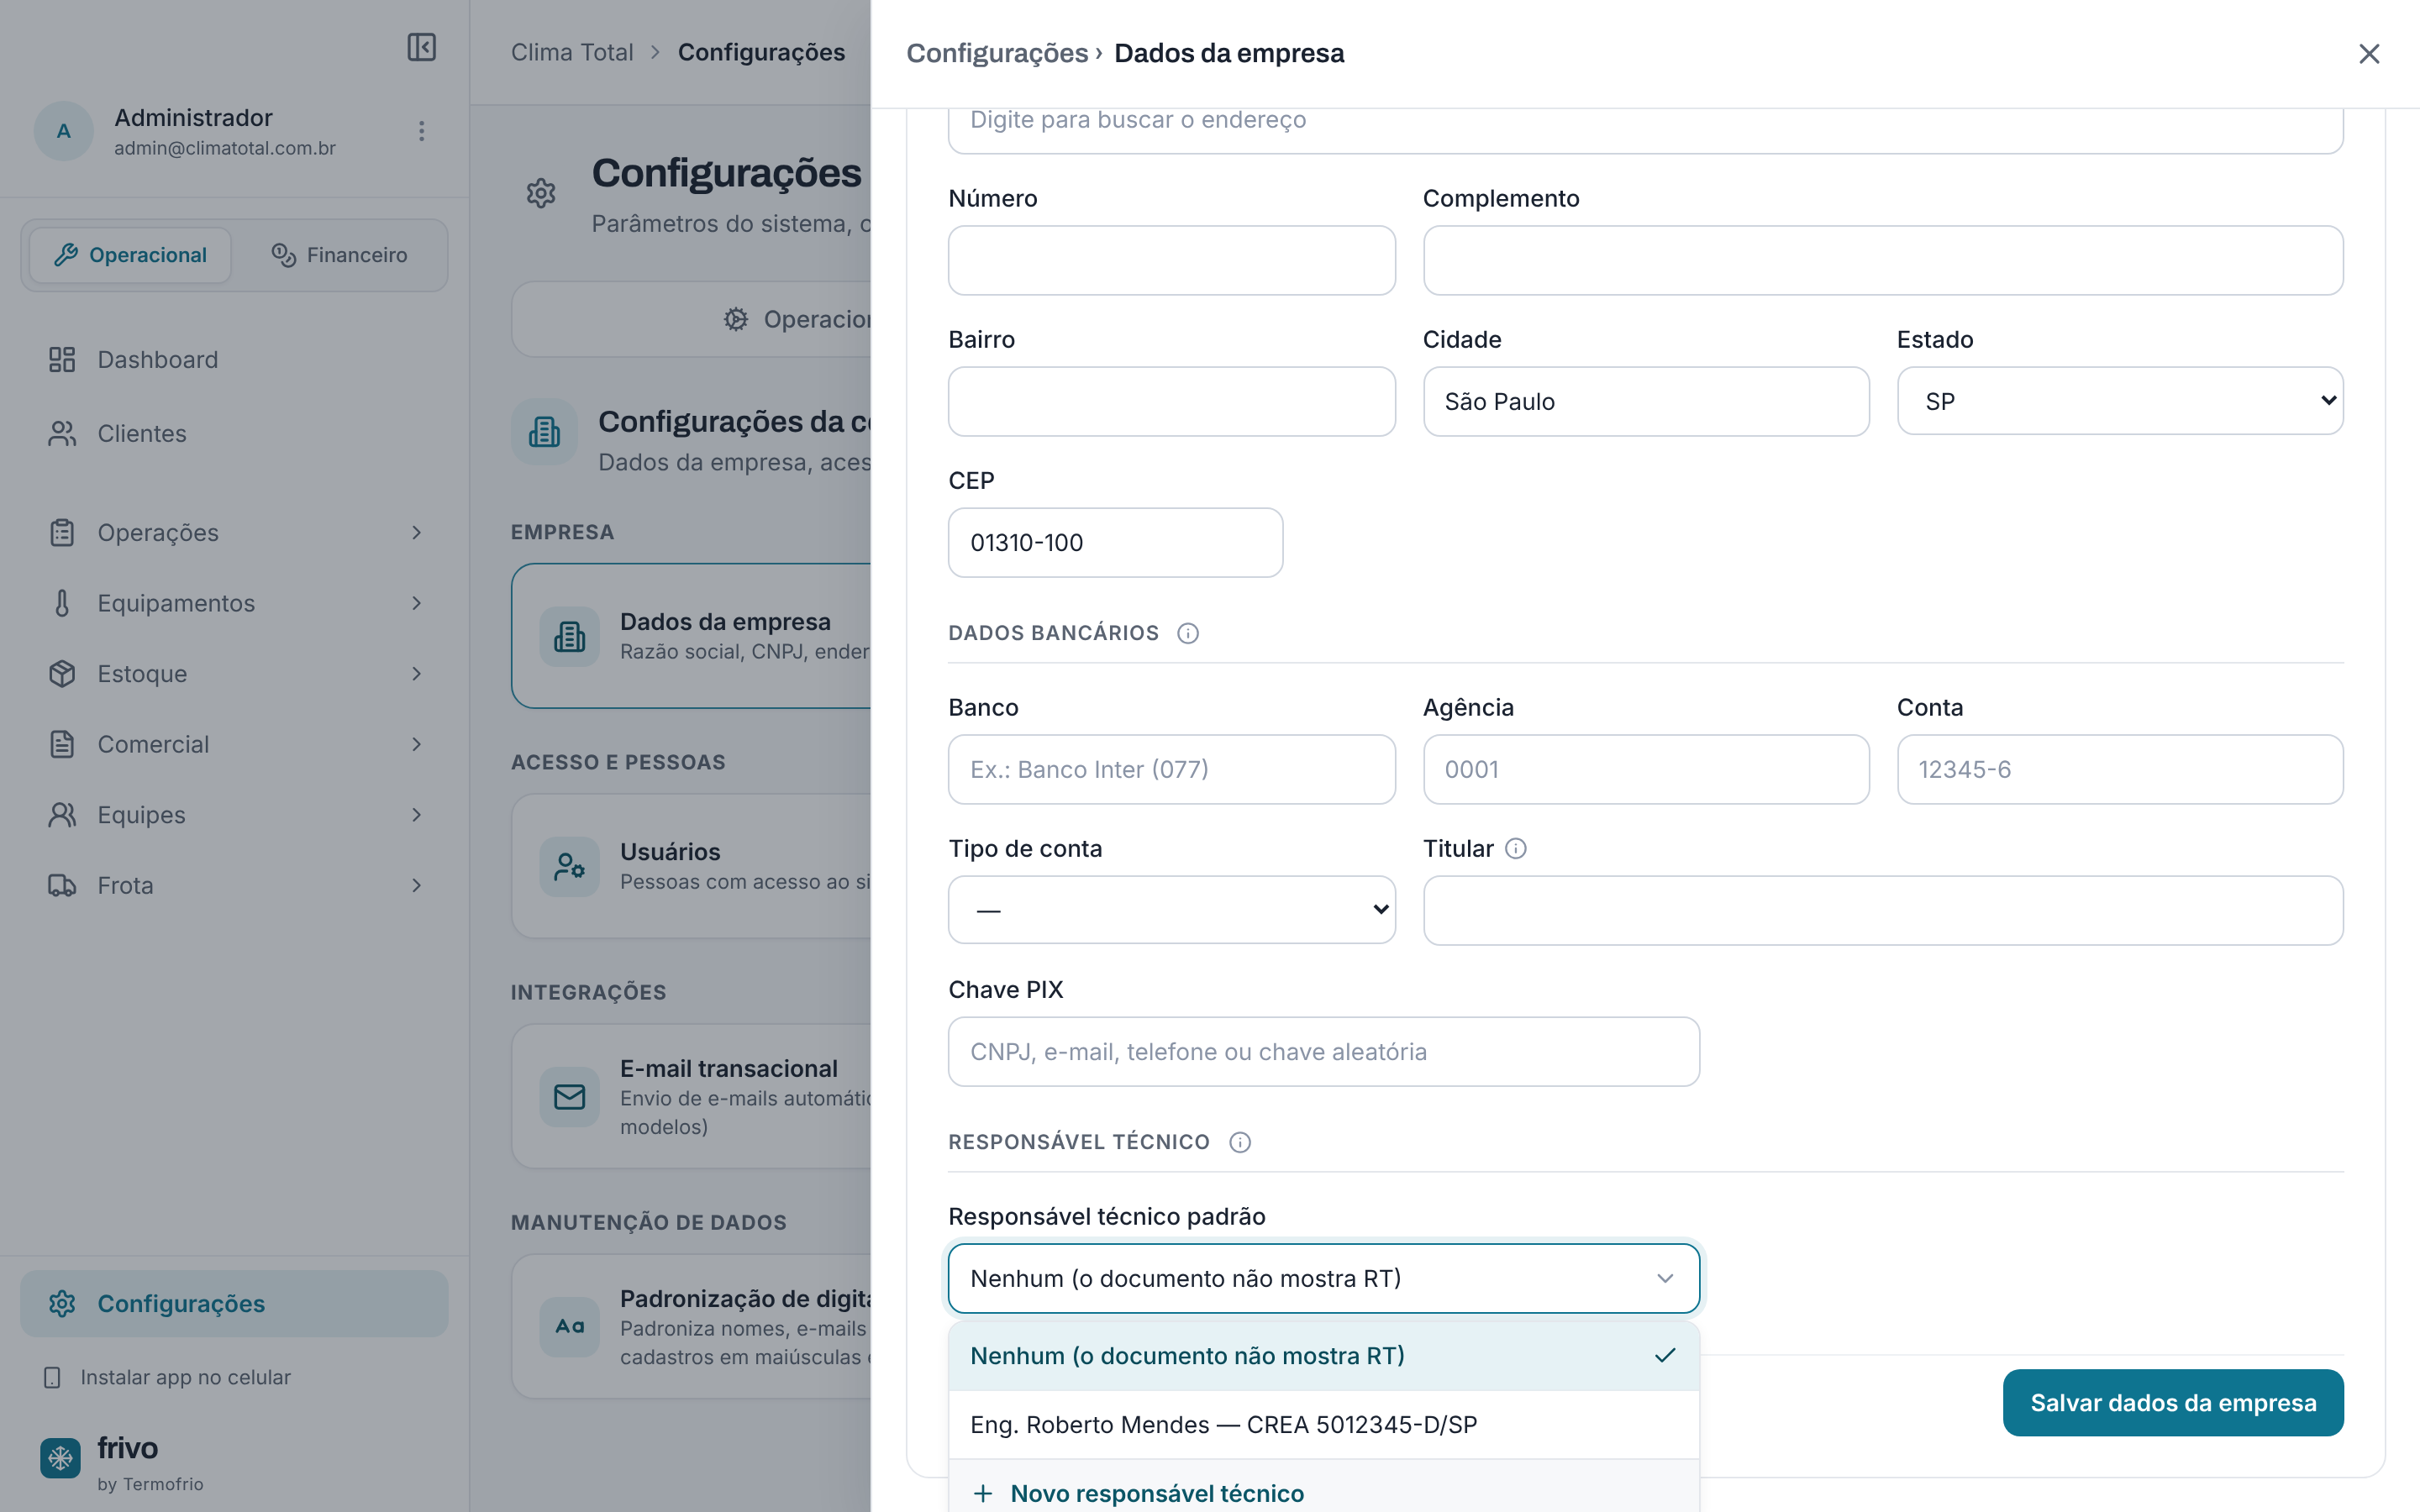 Administrador
admin@climatotal.com.br
A
Operacional
Financeiro
Dashboard
Clientes
Operações
Equipamentos
Estoque
Comercial
Equipes
Frota
Configurações
Instalar app no celular
frivo
by Termofrio
Clima Total > Configurações
Configurações
Parâmetros do sistema,
Configurações da
Dados da empresa,
EMPRESA
Dados da empresa
Razão social, CNPJ,
ACESSO E PESSOAS
Usuários
Pessoas com acesso ao
INTEGRAÇÕES
E-mail transacional
Envio de e-mails
modelos)
MANUTENÇÃO DE DADOS
Aa
Padronização de
Padroniza nomes, e-mails
cadastros em maiúsculas
Configurações › Dados da empresa
Digite para buscar o endereço
Número
Complemento
Bairro
Cidade
Estado
São Paulo
SP
CEP
01310-100
DADOS BANCÁRIOS
Banco
Agência
Conta
Ex.: Banco Inter (077)
0001
12345-6
Tipo de conta
Titular
—
Chave PIX
CNPJ, e-mail, telefone ou chave aleatória
RESPONSÁVEL TÉCNICO
Responsável técnico padrão
Nenhum (o documento não mostra RT)
Nenhum (o documento não mostra RT)
Eng. Roberto Mendes — CREA 5012345-D/SP
+ Novo responsável técnico
Salvar dados da empresa